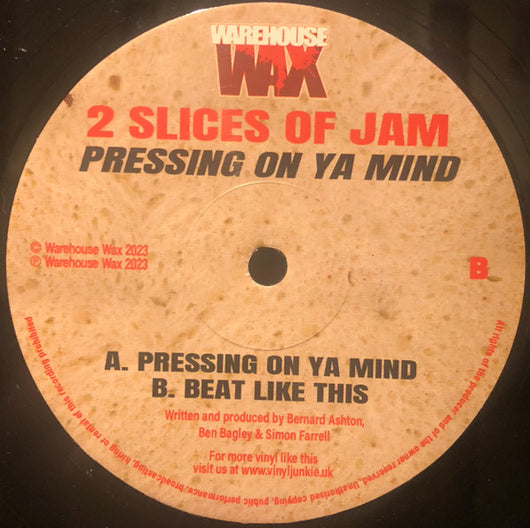 WAREHOUSE
WAX
2 SLICES OF JAM
PRESSING ON YA MIND
© Warehouse Wax 2023
℗ Warehouse Wax 2023
B
A. PRESSING ON YA MIND
B. BEAT LIKE THIS
Written and produced by Bernard Ashton,
Ben Bagley & Simon Farrell
For more vinyl like this
visit us at www.vinyljunkie.uk
All rights of the producer and of the owner reserved. Unauthorised copying, public performance, broadcasting, hiring or rental of this recording prohibited